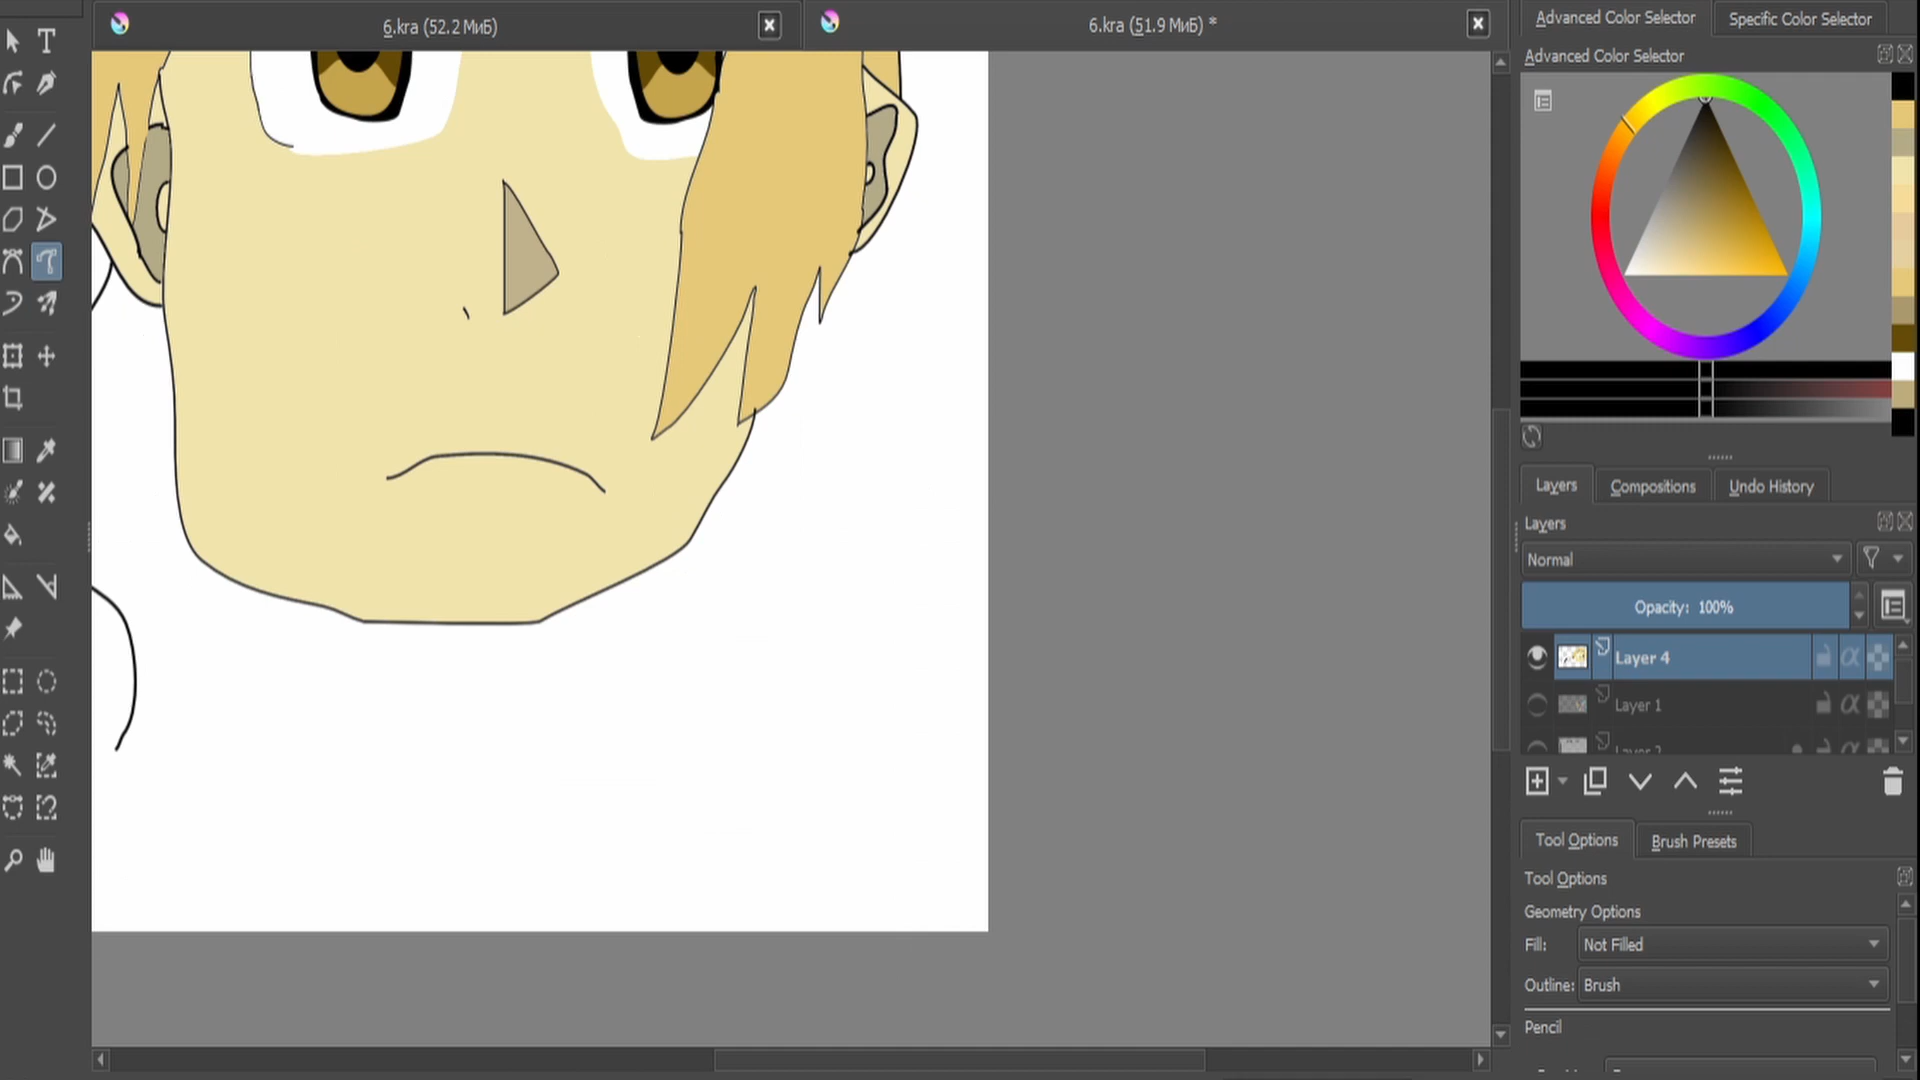 6.kra (52.2 МиБ)
6.kra (51.9 МиБ) *
Advanced Color Selector
Specific Color Selector
Advanced Color Selector
Layers
Compositions
Undo History
Layers
Normal
Opacity: 100%
Layer 4
Layer 1
Tool Options
Brush Presets
Tool Options
Geometry Options
Fill: Not Filled
Outline: Brush
Pencil